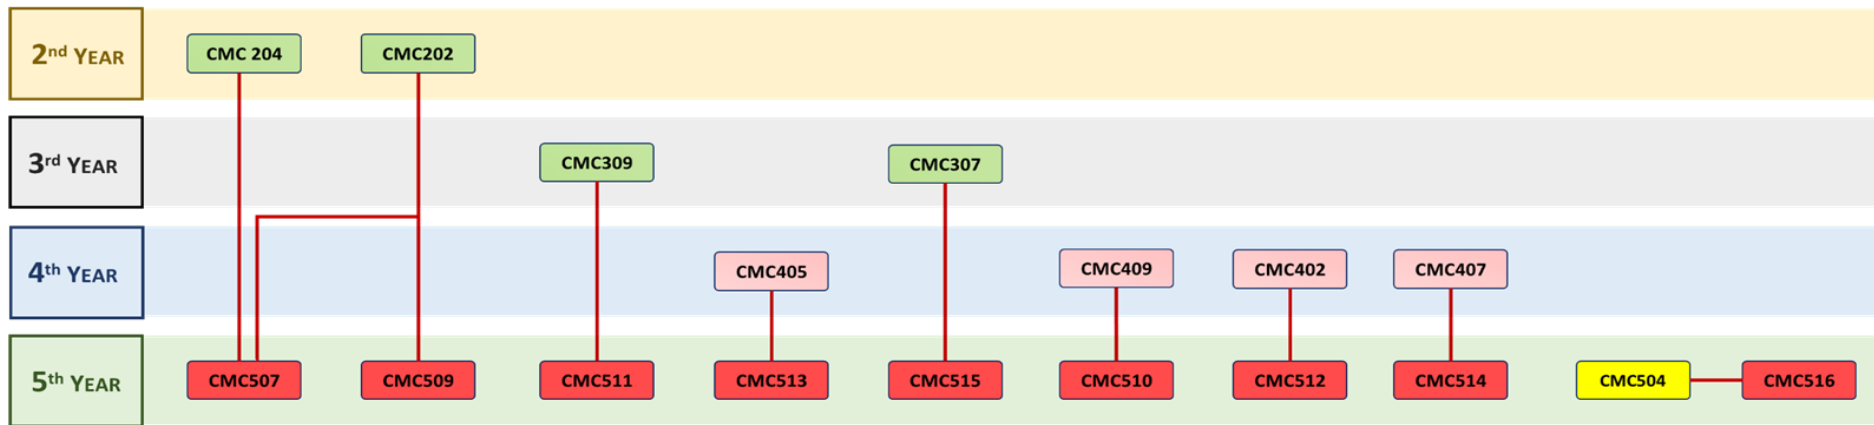 2nd YEAR
CMC 204
CMC202
3rd YEAR
CMC309
CMC307
4th YEAR
CMC405
CMC409
CMC402
CMC407
5th YEAR
CMC507
CMC509
CMC511
CMC513
CMC515
CMC510
CMC512
CMC514
CMC504
CMC516